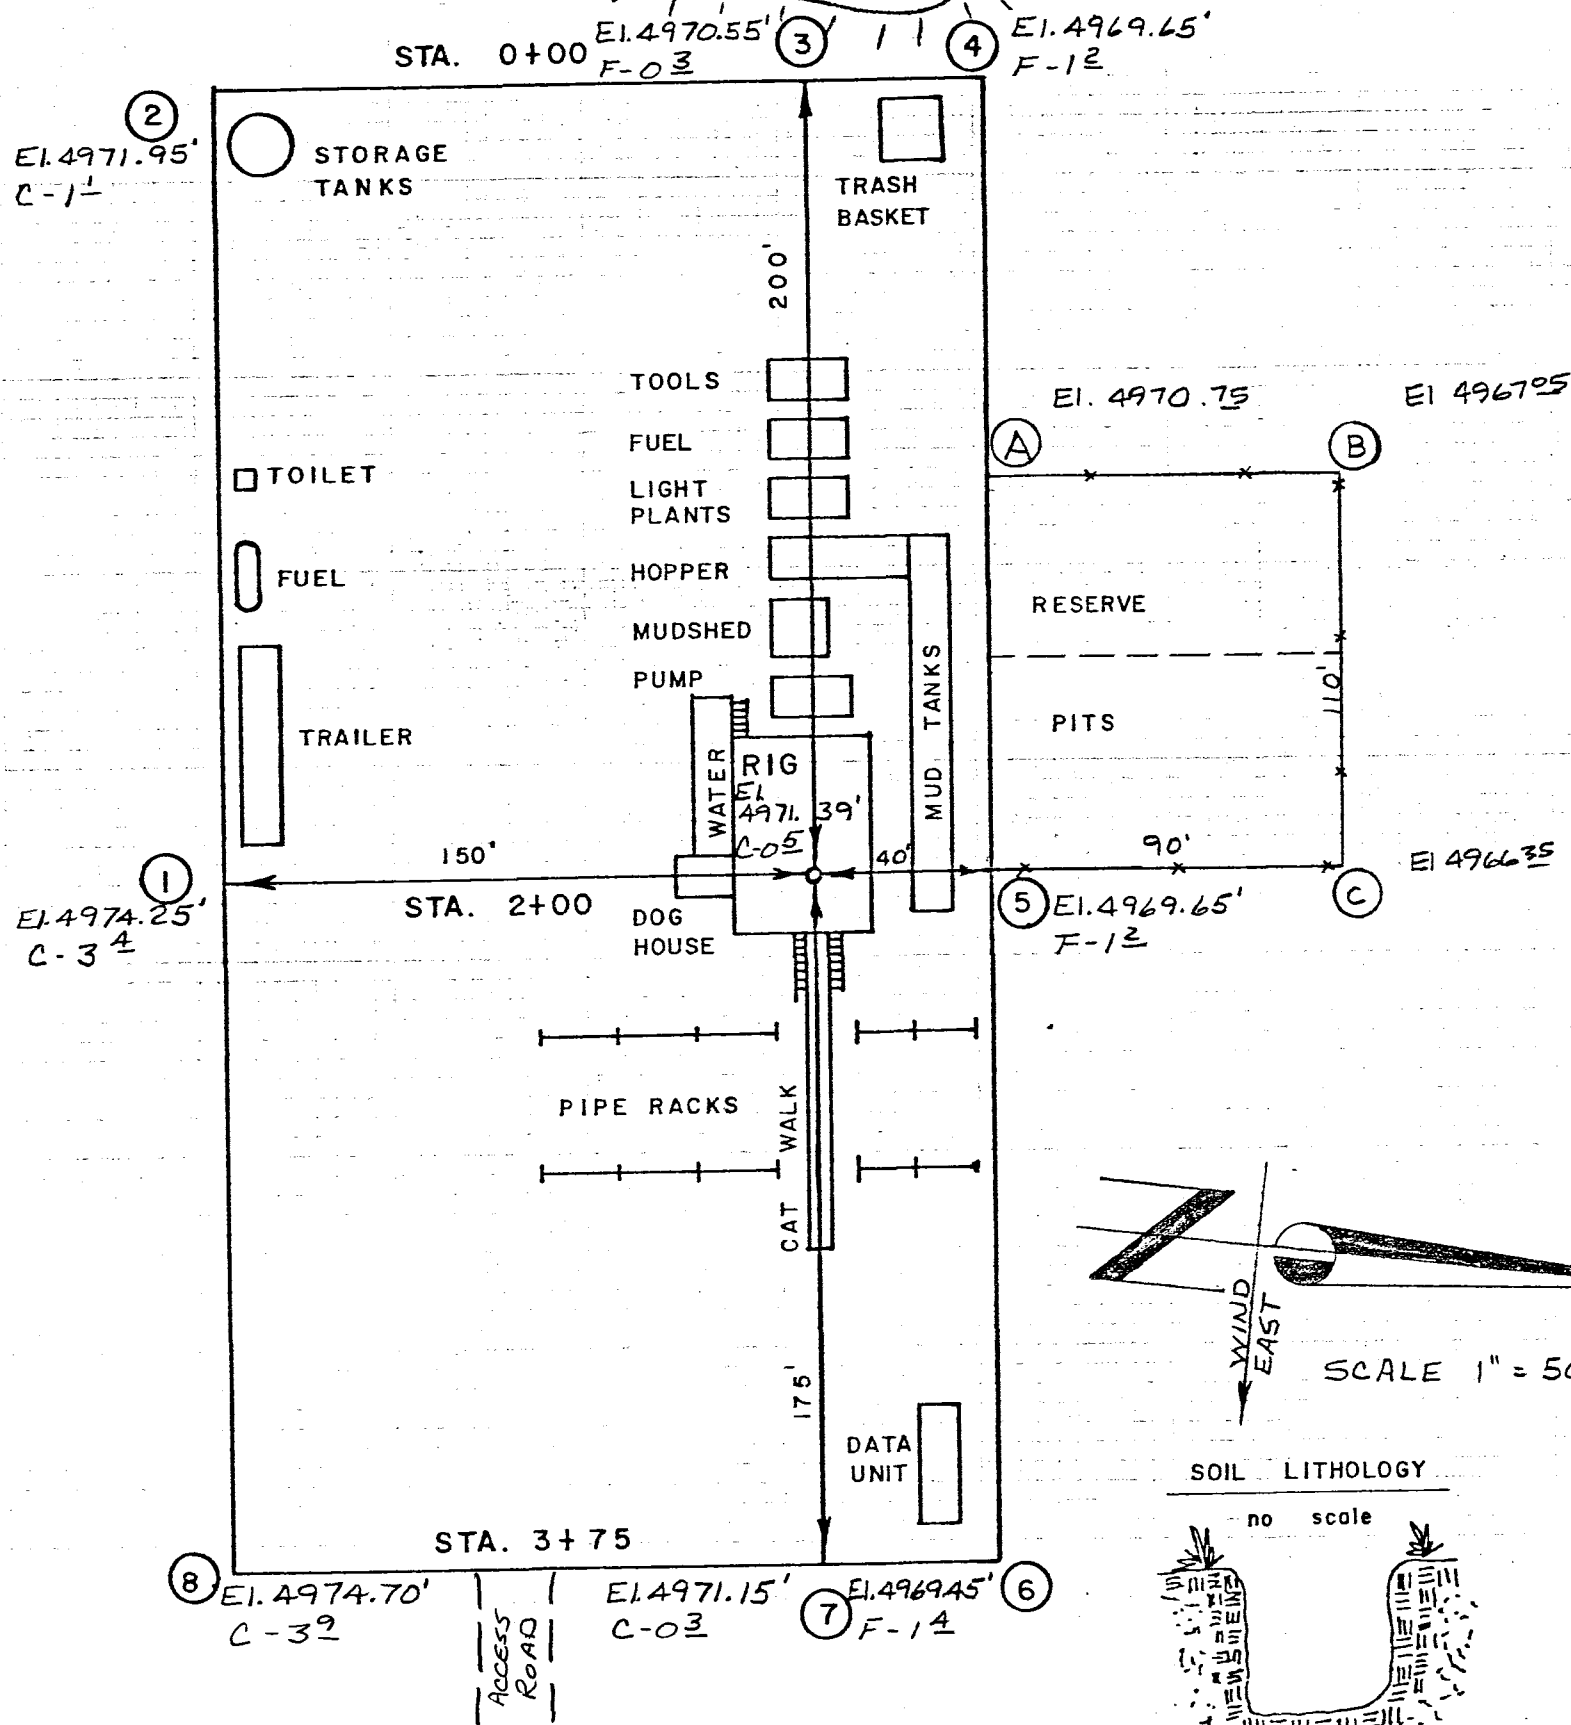 El. 4970.55'
F-0 3
STA. 0+00
3
4
El. 4969.65'
F-1 2
2
El. 4971.95'
C-1 1
STORAGE
TANKS
TRASH
BASKET
200'
TOOLS
FUEL
LIGHT
PLANTS
HOPPER
MUDSHED
PUMP
TOILET
FUEL
TRAILER
El. 4970.75
El 4967 05
A
B
RESERVE
PITS
110'
MUD TANKS
WATER
RIG
El.
4971.39'
C-0 5
150'
40'
90'
1
El. 4974.25'
C-3 4
STA. 2+00
DOG
HOUSE
5
El. 4969.65'
F-1 2
El 4966 35
C
PIPE RACKS
CAT WALK
WIND
EAST
SCALE 1" = 50
175'
DATA
UNIT
SOIL LITHOLOGY
no scale
STA. 3+75
8
El. 4974.70'
C-3 9
El. 4971.15'
C-0 3
7
El. 4969.45'
F-1 4
6
ACCESS
ROAD